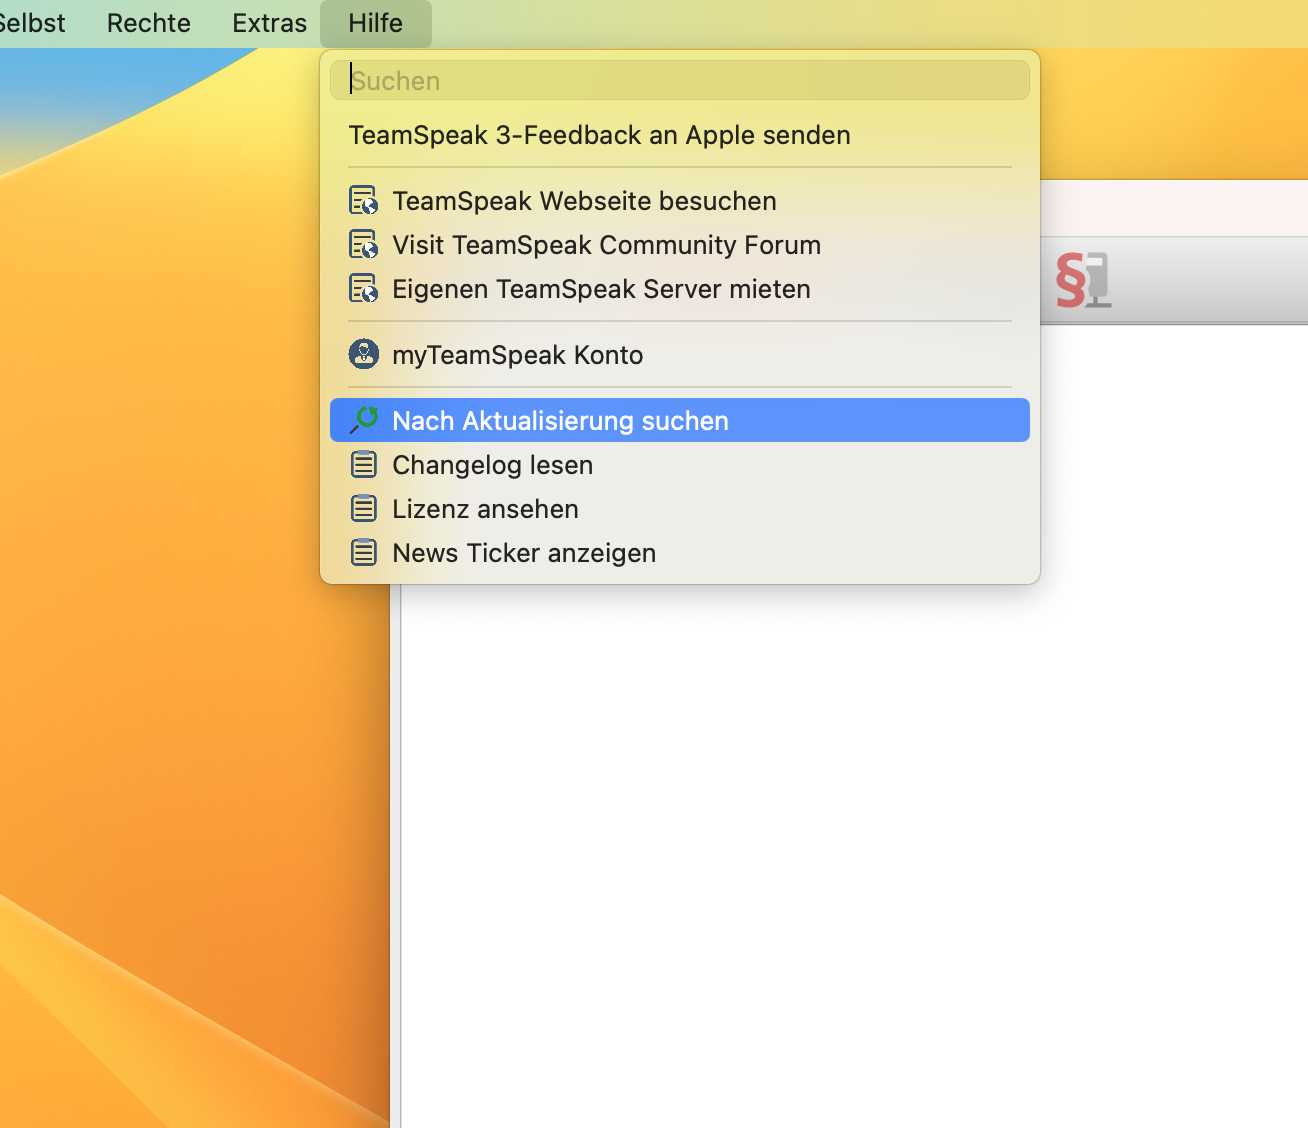 Selbst Rechte Extras Hilfe
Suchen
TeamSpeak 3-Feedback an Apple senden
TeamSpeak Webseite besuchen
Visit TeamSpeak Community Forum
Eigenen TeamSpeak Server mieten
myTeamSpeak Konto
Nach Aktualisierung suchen
Changelog lesen
Lizenz ansehen
News Ticker anzeigen